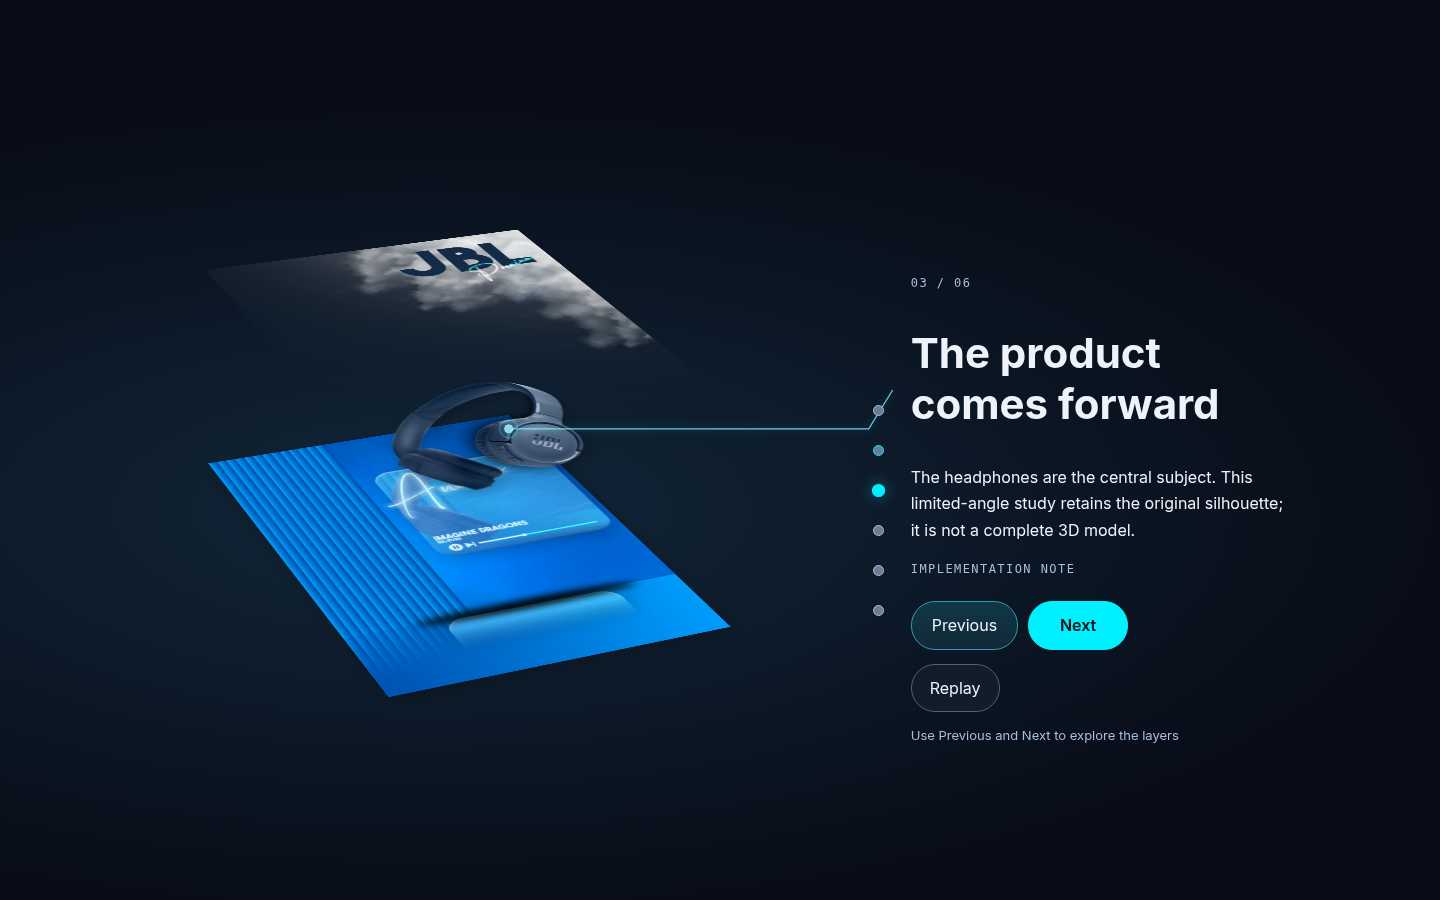 JBL
JBL
IMAGINE DRAGONS
03 / 06
The product
comes forward
The headphones are the central subject. This
limited-angle study retains the original silhouette;
it is not a complete 3D model.
IMPLEMENTATION NOTE
Previous
Next
Replay
Use Previous and Next to explore the layers